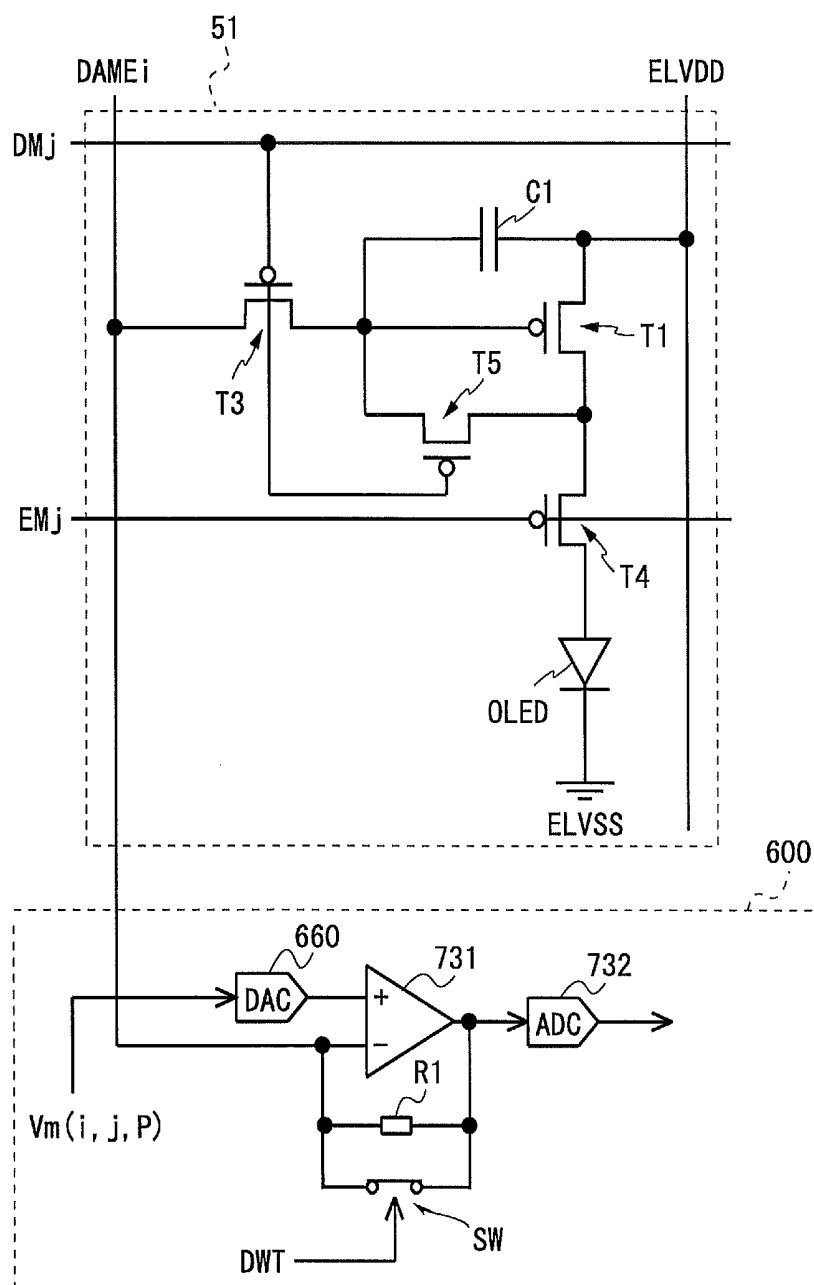 51
DAMEi
ELVDD
DMj
C1
T1
T3
T5
EMj
T4
OLED
ELVSS
600
660
731
732
DAC
+
−
ADC
R1
Vm(i, j, P)
SW
DWT